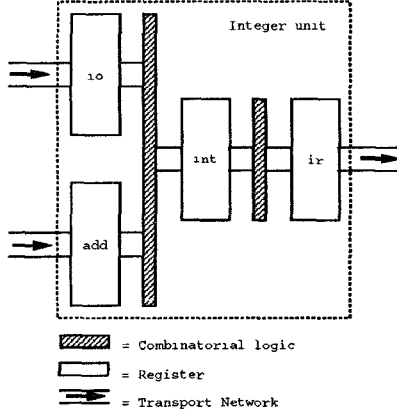 Integer unit
io
int
ir
add
= Combinatorial logic
= Register
= Transport Network